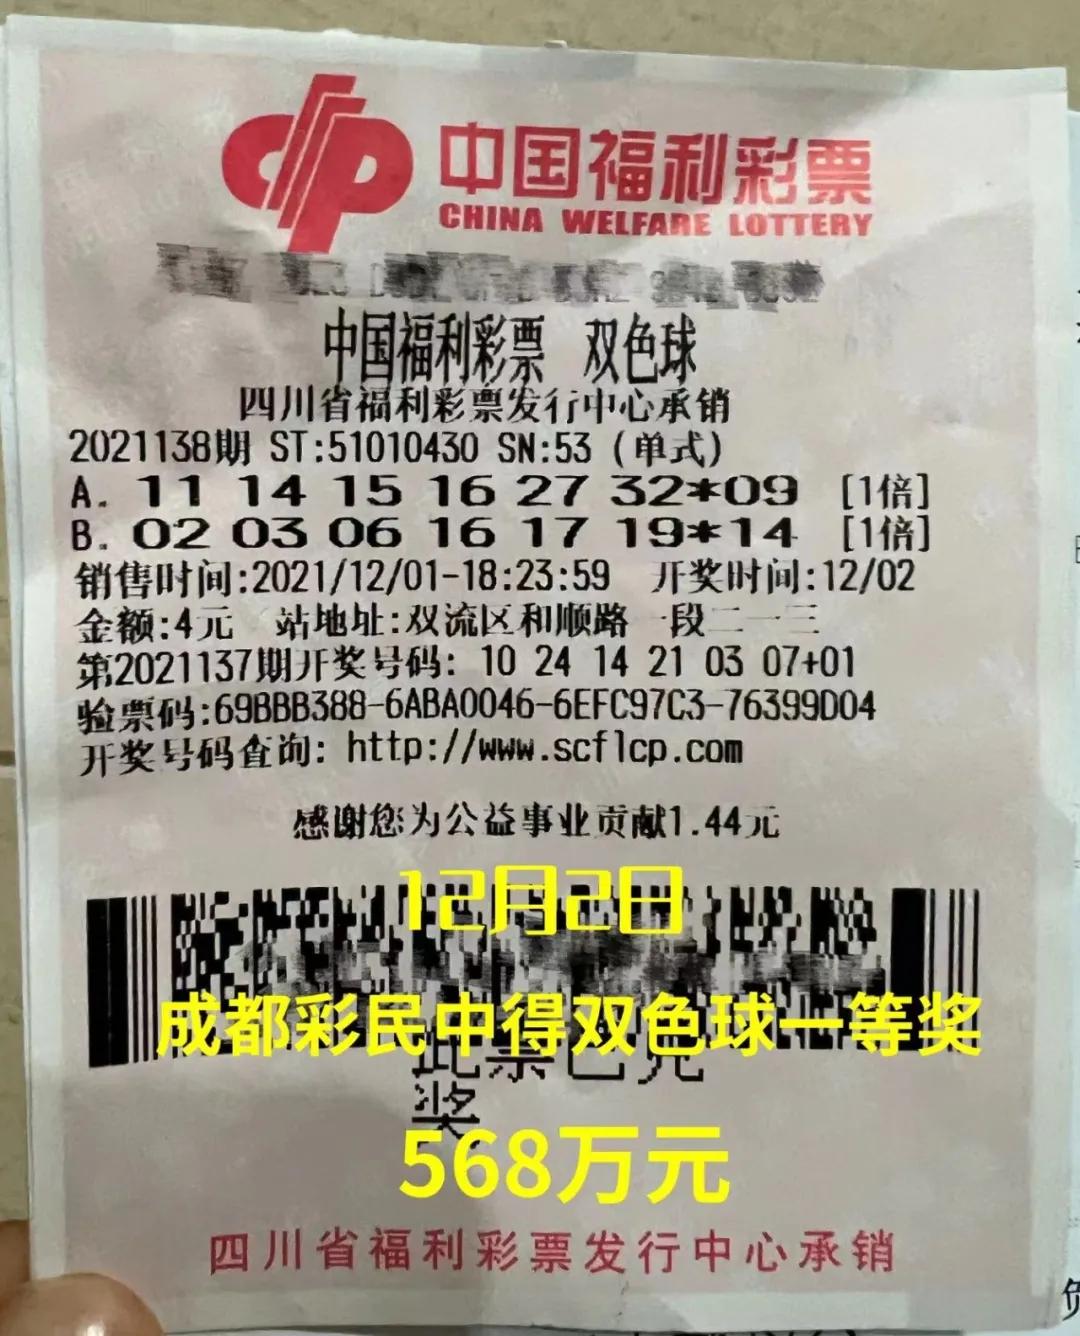 中国福利彩票
CHINA WELFARE LOTTERY
中国福利彩票 双色球
四川省福利彩票发行中心承销
2021138期 ST:51010430 SN:53 (单式)
A. 11 14 15 16 27 32*09 [1倍]
B. 02 03 06 16 17 19*14 [1倍]
销售时间:2021/12/01-18:23:59 开奖时间:12/02
金额:4元 站地址:双流区和顺路一段二一三
第2021137期开奖号码: 10 24 14 21 03 07+01
验票码:69BBB388-6ABA0046-6EFC97C3-76399D04
开奖号码查询: http://www.scflcp.com
感谢您为公益事业贡献1.44元
12月2日
成都彩民中得双色球一等奖
此票已兑
奖
568万元
四川省福利彩票发行中心承销